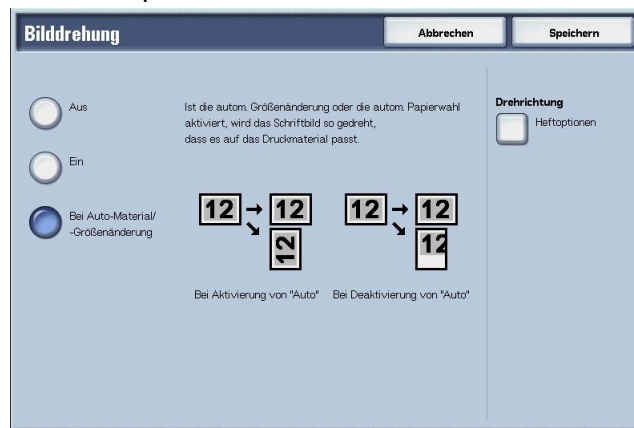 Bilddrehung
Abbrechen
Speichern
Aus
Ein
Bei Auto-Material/
-Größenänderung
Ist die autom. Größenänderung oder die autom. Papierwahl
aktiviert, wird das Schriftbild so gedreht,
dass es auf das Druckmaterial passt.
12 → 12
12
Bei Aktivierung von "Auto"
12 → 12
12
Bei Deaktivierung von "Auto"
Drehrichtung
Heftoptionen